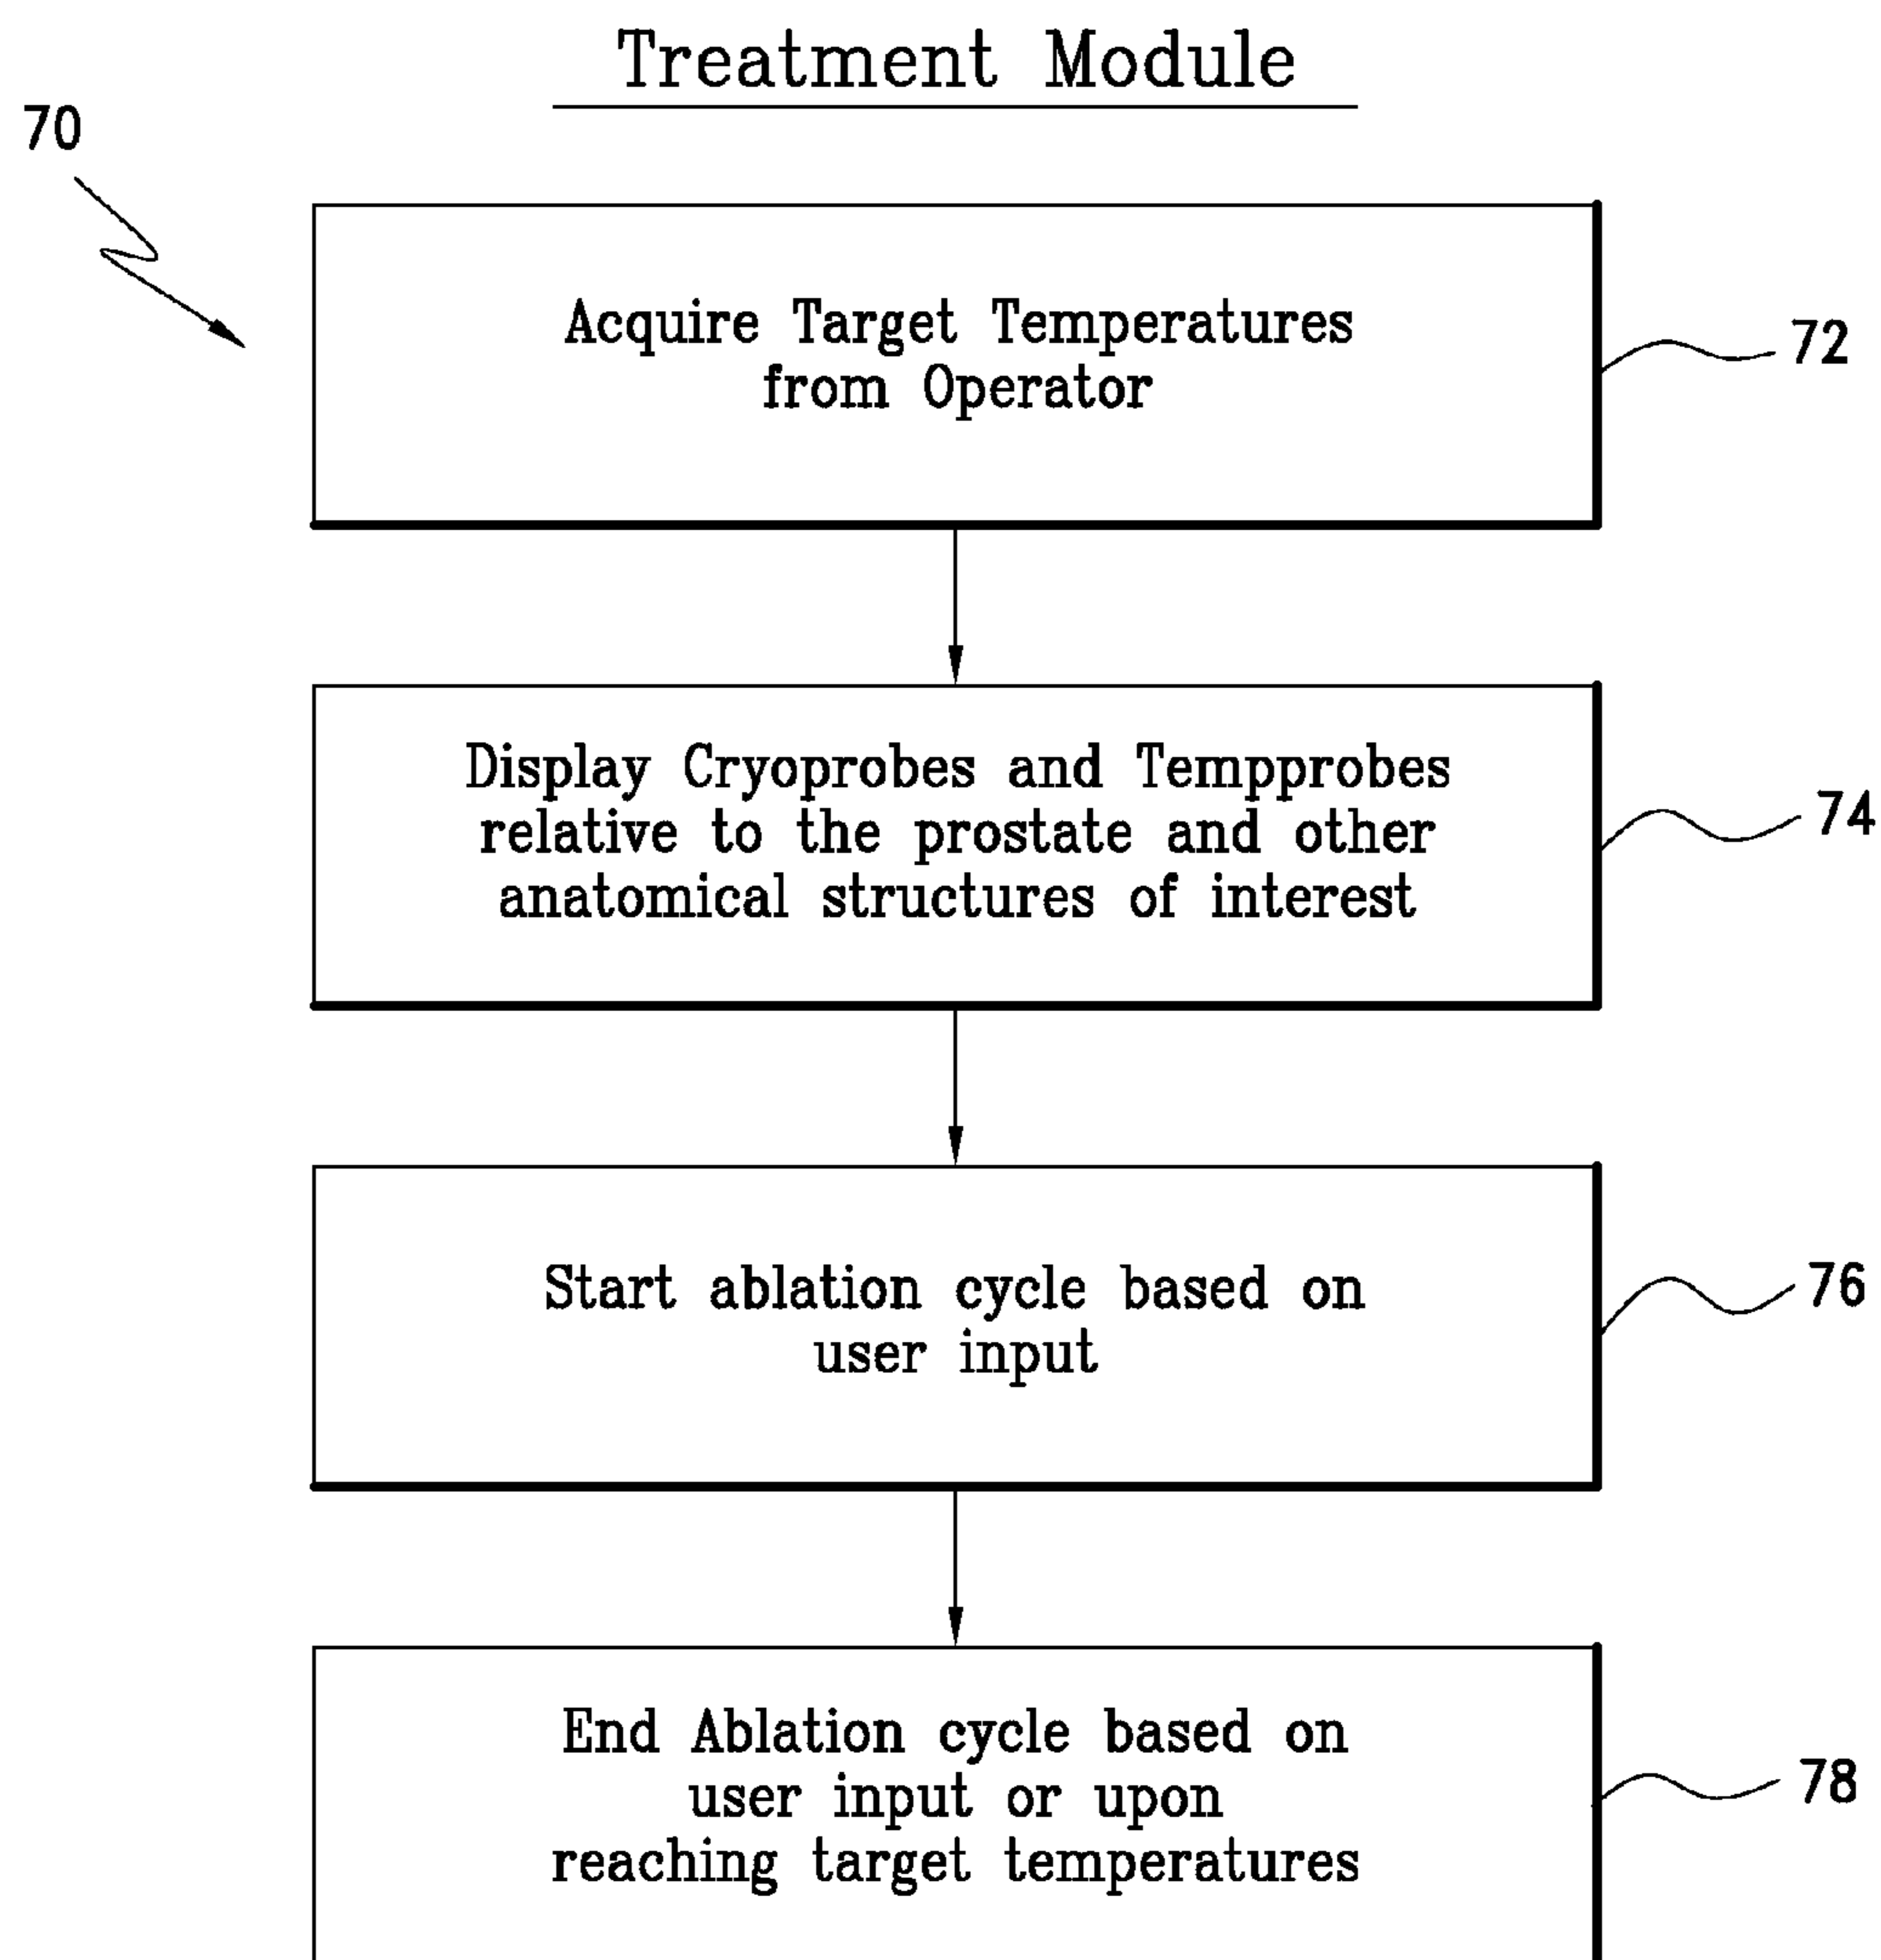 Treatment Module
70
Acquire Target Temperatures
from Operator
72
Display Cryoprobes and Tempprobes
relative to the prostate and other
anatomical structures of interest
74
Start ablation cycle based on
user input
76
End Ablation cycle based on
user input or upon
reaching target temperatures
78